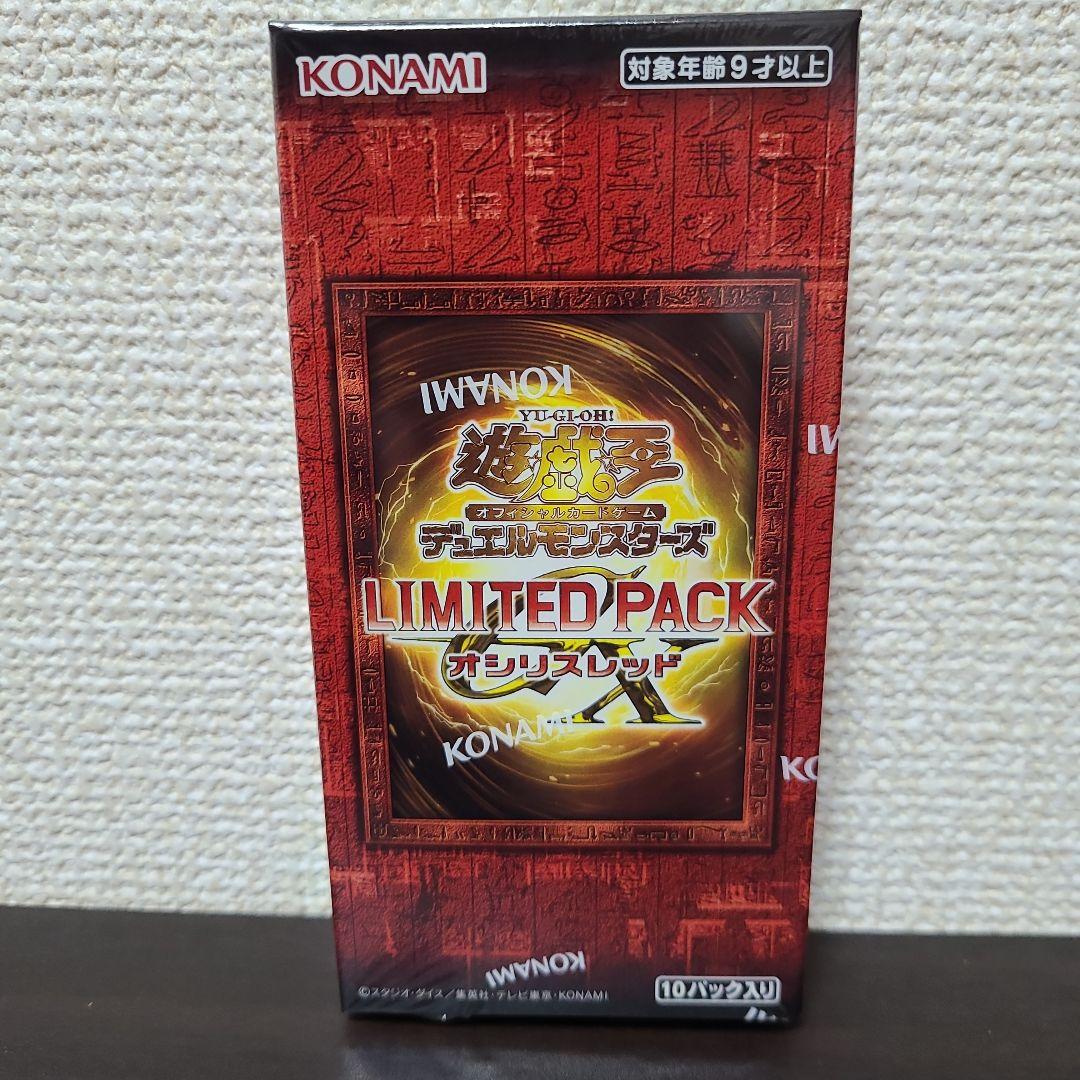 KONAMI
対象年齢9才以上
KONAMI
YU-GI-OH!
遊戯王
オフィシャルカードゲーム
デュエルモンスターズ
LIMITED PACK
GX
オシリスレッド
KONAMI
KONAMI
©スタジオ・ダイス/集英社・テレビ東京・KONAMI
10パック入り